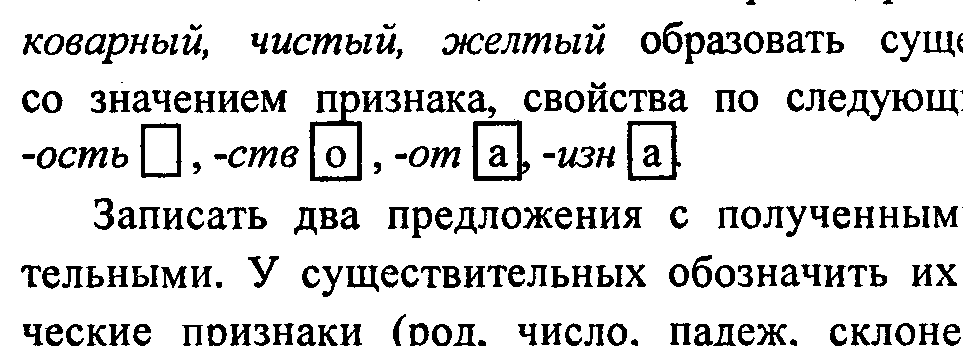 коварный, чистый, желтый образовать суще
со значением признака, свойства по следующ
-ость , -ств о , -от а , -изн а .
Записать два предложения с полученным
тельными. У существительных обозначить их
ческие признаки (род, число, падеж, склоне